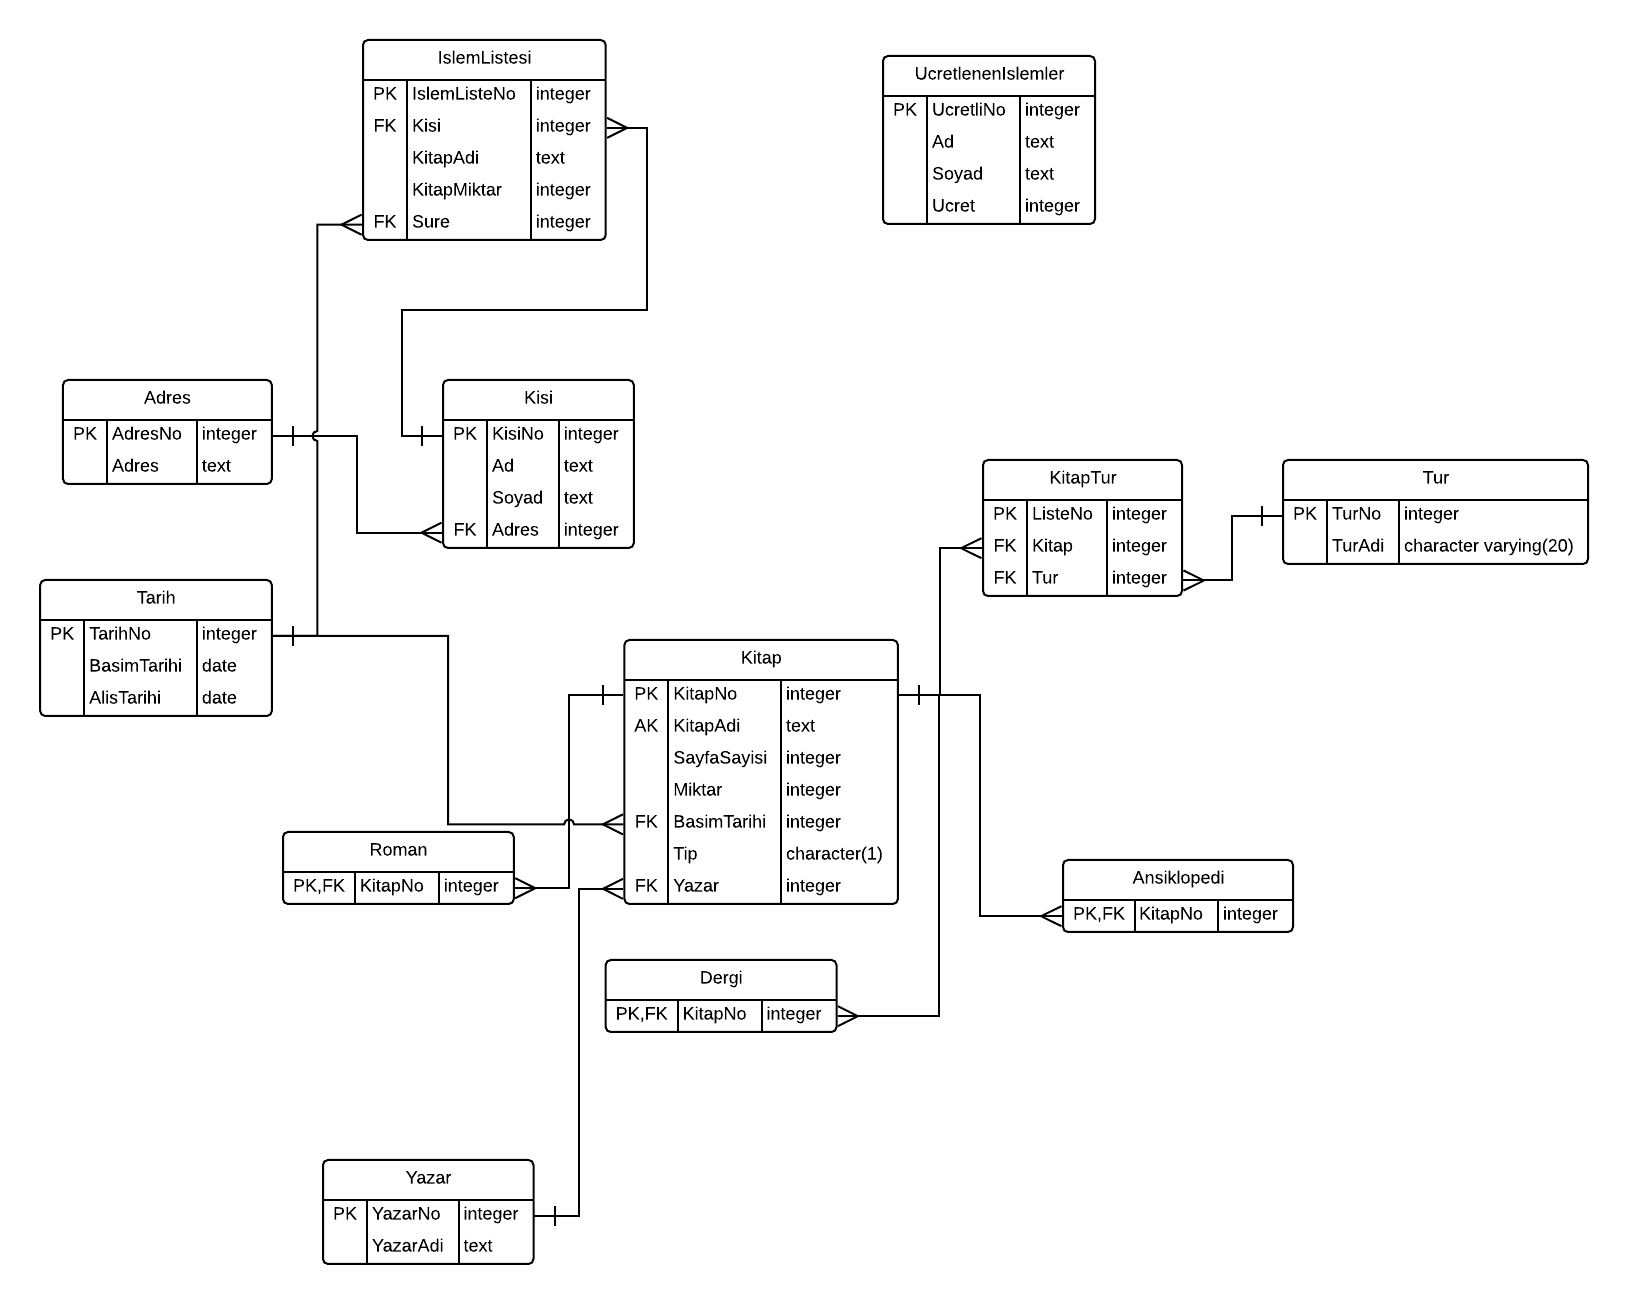 IslemListesi
PK IslemListeNo integer
FK Kisi integer
KitapAdi text
KitapMiktar integer
FK Sure integer
UcretlenenIslemler
PK UcretliNo integer
Ad text
Soyad text
Ucret integer
Adres
PK AdresNo integer
Adres text
Kisi
PK KisiNo integer
Ad text
Soyad text
FK Adres integer
KitapTur
PK ListeNo integer
FK Kitap integer
FK Tur integer
Tur
PK TurNo integer
TurAdi character varying(20)
Tarih
PK TarihNo integer
BasimTarihi date
AlisTarihi date
Kitap
PK KitapNo integer
AK KitapAdi text
SayfaSayisi integer
Miktar integer
FK BasimTarihi integer
Tip character(1)
FK Yazar integer
Roman
PK,FK KitapNo integer
Ansiklopedi
PK,FK KitapNo integer
Dergi
PK,FK KitapNo integer
Yazar
PK YazarNo integer
YazarAdi text